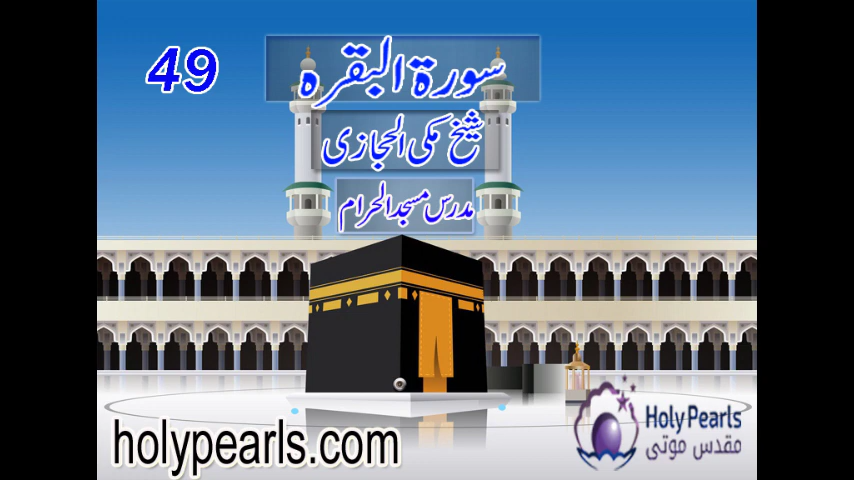 49
سورۃ البقرہ
شیخ مکی الحجازی
مدرس مسجد الحرام
holypearls.com
Holy Pearls
مقدس موتی